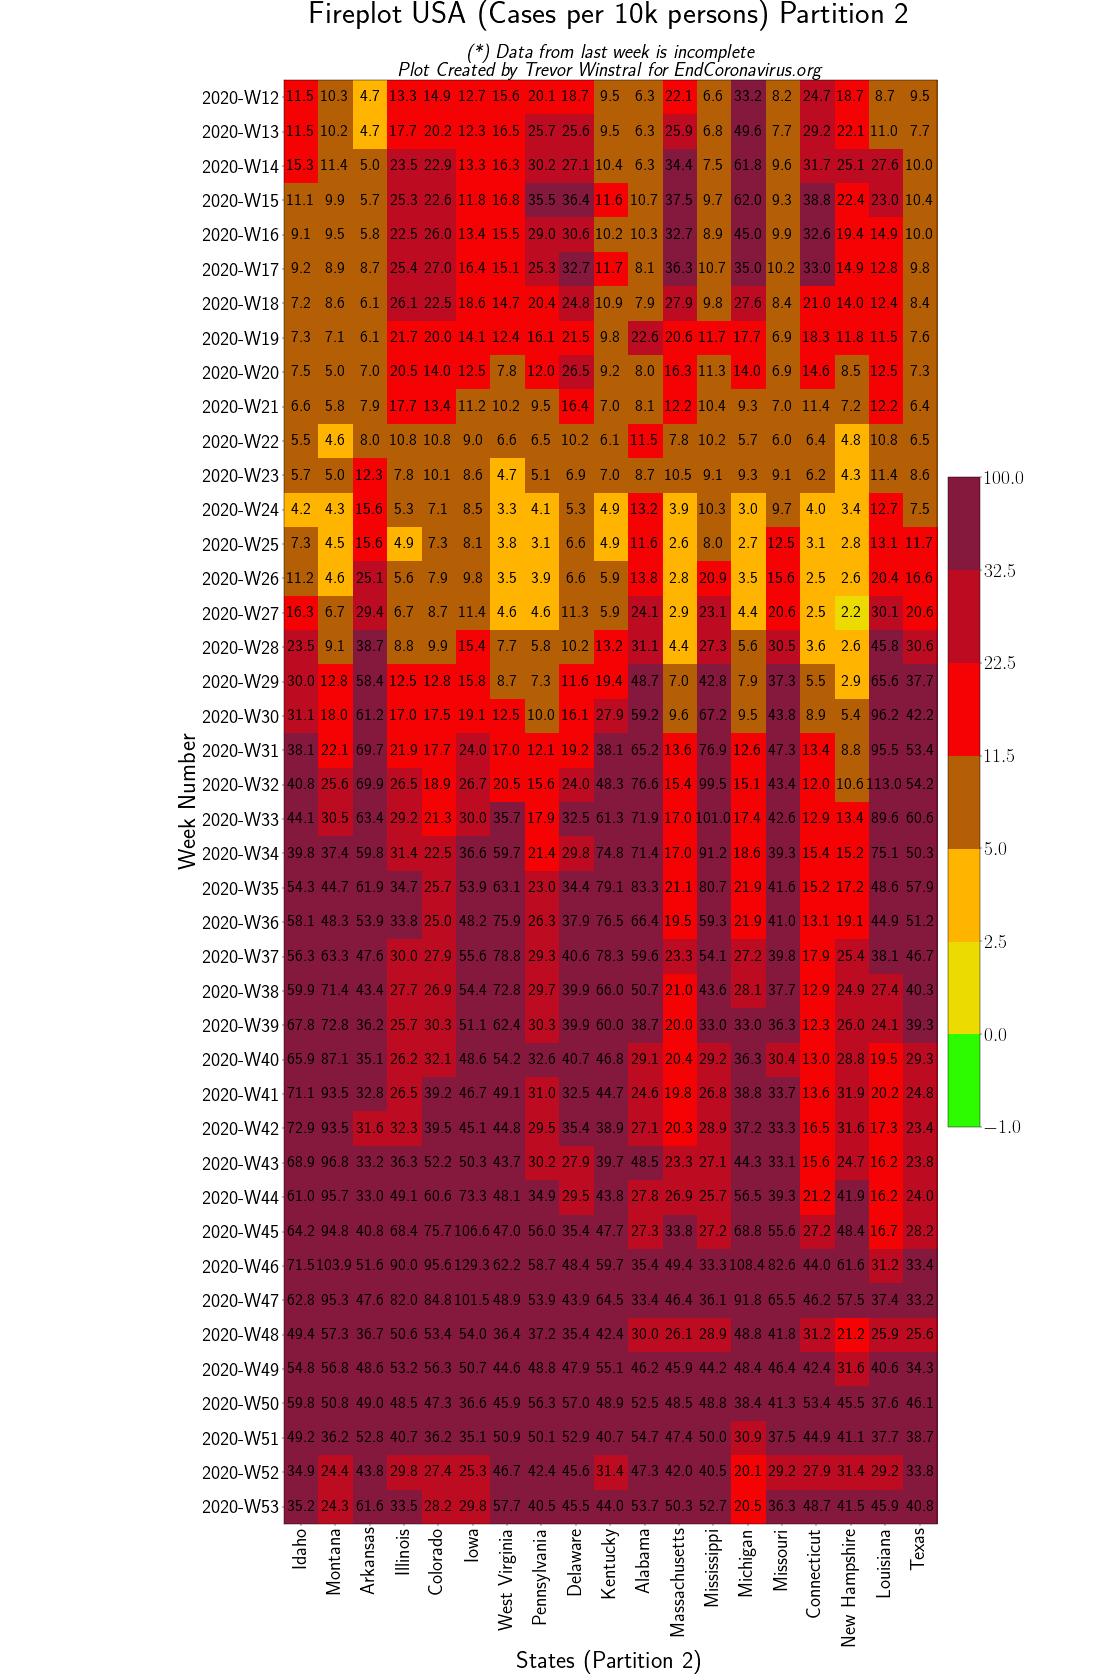 Fireplot USA (Cases per 10k persons) Partition 2
(*) Data from last week is incomplete
Plot Created by Trevor Winstral for EndCoronavirus.org
2020-W12 11.5 10.3 4.7 13.3 14.9 12.7 15.6 20.1 18.7 9.5 6.3 22.1 6.6 33.2 8.2 24.7 18.7 8.7 9.5
2020-W13 11.5 10.2 4.7 17.7 20.2 12.3 16.5 25.7 25.6 9.5 6.3 25.9 6.8 49.6 7.7 29.2 22.1 11.0 7.7
2020-W14 15.3 11.4 5.0 23.5 22.9 13.3 16.3 30.2 27.1 10.4 6.3 34.4 7.5 61.8 9.6 31.7 25.1 27.6 10.0
2020-W15 11.1 9.9 5.7 25.3 22.6 11.8 16.8 35.5 36.4 11.6 10.7 37.5 9.7 62.0 9.3 38.8 22.4 23.0 10.4
2020-W16 9.1 9.5 5.8 22.5 26.0 13.4 15.5 29.0 30.6 10.2 10.3 32.7 8.9 45.0 9.9 32.6 19.4 14.9 10.0
2020-W17 9.2 8.9 8.7 25.4 27.0 16.4 15.1 25.3 32.7 11.7 8.1 36.3 10.7 35.0 10.2 33.0 14.9 12.8 9.8
2020-W18 7.2 8.6 6.1 26.1 22.5 18.6 14.7 20.4 24.8 10.9 7.9 27.9 9.8 27.6 8.4 21.0 14.0 12.4 8.4
2020-W19 7.3 7.1 6.1 21.7 20.0 14.1 12.4 16.1 21.5 9.8 22.6 20.6 11.7 17.7 6.9 18.3 11.8 11.5 7.6
2020-W20 7.5 5.0 7.0 20.5 14.0 12.5 7.8 12.0 26.5 9.2 8.0 16.3 11.3 14.0 6.9 14.6 8.5 12.5 7.3
2020-W21 6.6 5.8 7.9 17.7 13.4 11.2 10.2 9.5 16.4 7.0 8.1 12.2 10.4 9.3 7.0 11.4 7.2 12.2 6.4
2020-W22 5.5 4.6 8.0 10.8 10.8 9.0 6.6 6.5 10.2 6.1 11.5 7.8 10.2 5.7 6.0 6.4 4.8 10.8 6.5
2020-W23 5.7 5.0 12.3 7.8 10.1 8.6 4.7 5.1 6.9 7.0 8.7 10.5 9.1 9.3 9.1 6.2 4.3 11.4 8.6
2020-W24 4.2 4.3 15.6 5.3 7.1 8.5 3.3 4.1 5.3 4.9 13.2 3.9 10.3 3.0 9.7 4.0 3.4 12.7 7.5
2020-W25 7.3 4.5 15.6 4.9 7.3 8.1 3.8 3.1 6.6 4.9 11.6 2.6 8.0 2.7 12.5 3.1 2.8 13.1 11.7
2020-W26 11.2 4.6 25.1 5.6 7.9 9.8 3.5 3.9 6.6 5.9 13.8 2.8 20.9 3.5 15.6 2.5 2.6 20.4 16.6
2020-W27 16.3 6.7 29.4 6.7 8.7 11.4 4.6 4.6 11.3 5.9 24.1 2.9 23.1 4.4 20.6 2.5 2.2 30.1 20.6
2020-W28 23.5 9.1 38.7 8.8 9.9 15.4 7.7 5.8 10.2 13.2 31.1 4.4 27.3 5.6 30.5 3.6 2.6 45.8 30.6
2020-W29 30.0 12.8 58.4 12.5 12.8 15.8 8.7 7.3 11.6 19.4 48.7 7.0 42.8 7.9 37.3 5.5 2.9 65.6 37.7
2020-W30 31.1 18.0 61.2 17.0 17.5 19.1 12.5 10.0 16.1 27.9 59.2 9.6 67.2 9.5 43.8 8.9 5.4 96.2 42.2
2020-W31 38.1 22.1 69.7 21.9 17.7 24.0 17.0 12.1 19.2 38.1 65.2 13.6 76.9 12.6 47.3 13.4 8.8 95.5 53.4
2020-W32 40.8 25.6 69.9 26.5 18.9 26.7 20.5 15.6 24.0 48.3 76.6 15.4 99.5 15.1 43.4 12.0 10.6 113.0 54.2
2020-W33 44.1 30.5 63.4 29.2 21.3 30.0 35.7 17.9 32.5 61.3 71.9 17.0 101.0 17.4 42.6 12.9 13.4 89.6 60.6
2020-W34 39.8 37.4 59.8 31.4 22.5 36.6 59.7 21.4 29.8 74.8 71.4 17.0 91.2 18.6 39.3 15.4 15.2 75.1 50.3
2020-W35 54.3 44.7 61.9 34.7 25.7 53.9 63.1 23.0 34.4 79.1 83.3 21.1 80.7 21.9 41.6 15.2 17.2 48.6 57.9
2020-W36 58.1 48.3 53.9 33.8 25.0 48.2 75.9 26.3 37.9 76.5 66.4 19.5 59.3 21.9 41.0 13.1 19.1 44.9 51.2
2020-W37 56.3 63.3 47.6 30.0 27.9 55.6 78.8 29.3 40.6 78.3 59.6 23.3 54.1 27.2 39.8 17.9 25.4 38.1 46.7
2020-W38 59.9 71.4 43.4 27.7 26.9 54.4 72.8 29.7 39.9 66.0 50.7 21.0 43.6 28.1 37.7 12.9 24.9 27.4 40.3
2020-W39 67.8 72.8 36.2 25.7 30.3 51.1 62.4 30.3 39.9 60.0 38.7 20.0 33.0 33.0 36.3 12.3 26.0 24.1 39.3
2020-W40 65.9 87.1 35.1 26.2 32.1 48.6 54.2 32.6 40.7 46.8 29.1 20.4 29.2 36.3 30.4 13.0 28.8 19.5 29.3
2020-W41 71.1 93.5 32.8 26.5 39.2 46.7 49.1 31.0 32.5 44.7 24.6 19.8 26.8 38.8 33.7 13.6 31.9 20.2 24.8
2020-W42 72.9 93.5 31.6 32.3 39.5 45.1 44.8 29.5 35.4 38.9 27.1 20.3 28.9 37.2 33.3 16.5 31.6 17.3 23.4
2020-W43 68.9 96.8 33.2 36.3 52.2 50.3 43.7 30.2 27.9 39.7 48.5 23.3 27.1 44.3 33.1 15.6 24.7 16.2 23.8
2020-W44 61.0 95.7 33.0 49.1 60.6 73.3 48.1 34.9 29.5 43.8 27.8 26.9 25.7 56.5 39.3 21.2 41.9 16.2 24.0
2020-W45 64.2 94.8 40.8 68.4 75.7 106.6 47.0 56.0 35.4 47.7 27.3 33.8 27.2 68.8 55.6 27.2 48.4 16.7 28.2
2020-W46 71.5 103.9 51.6 90.0 95.6 129.3 62.2 58.7 48.4 59.7 35.4 49.4 33.3 108.4 82.6 44.0 61.6 31.2 33.4
2020-W47 62.8 95.3 47.6 82.0 84.8 101.5 48.9 53.9 43.9 64.5 33.4 46.4 36.1 91.8 65.5 46.2 57.5 37.4 33.2
2020-W48 49.4 57.3 36.7 50.6 53.4 54.0 36.4 37.2 35.4 42.4 30.0 26.1 28.9 48.8 41.8 31.2 21.2 25.9 25.6
2020-W49 54.8 56.8 48.6 53.2 56.3 50.7 44.6 48.8 47.9 55.1 46.2 45.9 44.2 48.4 46.4 42.4 31.6 40.6 34.3
2020-W50 59.8 50.8 49.0 48.5 47.3 36.6 45.9 56.3 57.0 48.9 52.5 48.5 48.8 38.4 41.3 53.4 45.5 37.6 46.1
2020-W51 49.2 36.2 52.8 40.7 36.2 35.1 50.9 50.1 52.9 40.7 54.7 47.4 50.0 30.9 37.5 44.9 41.1 37.7 38.7
2020-W52 34.9 24.4 43.8 29.8 27.4 25.3 46.7 42.4 45.6 31.4 47.3 42.0 40.5 20.1 29.2 27.9 31.4 29.2 33.8
2020-W53 35.2 24.3 61.6 33.5 28.2 29.8 57.7 40.5 45.5 44.0 53.7 50.3 52.7 20.5 36.3 48.7 41.5 45.9 40.8
Week Number
Idaho
Montana
Arkansas
Illinois
Colorado
Iowa
West Virginia
Pennsylvania
Delaware
Kentucky
Alabama
Massachusetts
Mississippi
Michigan
Missouri
Connecticut
New Hampshire
Louisiana
Texas
States (Partition 2)
100.0
32.5
22.5
11.5
5.0
2.5
0.0
−1.0